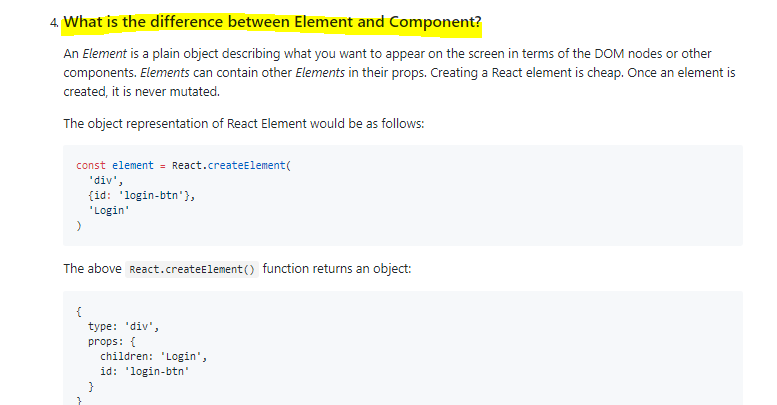 4. What is the difference between Element and Component?
An Element is a plain object describing what you want to appear on the screen in terms of the DOM nodes or other
components. Elements can contain other Elements in their props. Creating a React element is cheap. Once an element is
created, it is never mutated.
The object representation of React Element would be as follows:
const element = React.createElement(
  'div',
  {id: 'login-btn'},
  'Login'
)
The above React.createElement() function returns an object:
{
  type: 'div',
  props: {
    children: 'Login',
    id: 'login-btn'
  }
}